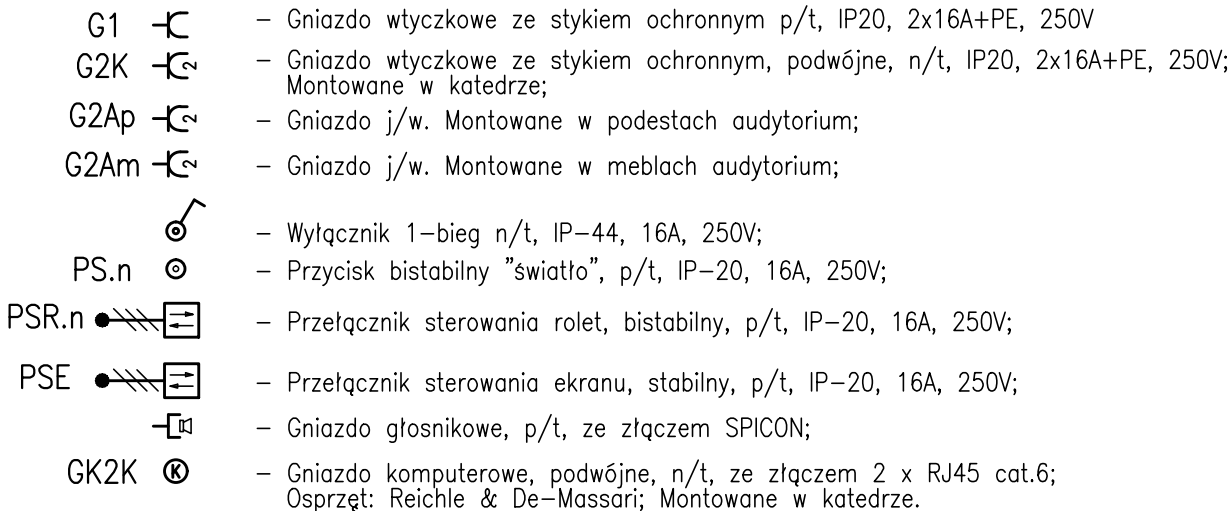 G1 – Gniazdo wtyczkowe ze stykiem ochronnym p/t, IP20, 2x16A+PE, 250V
G2K 2 – Gniazdo wtyczkowe ze stykiem ochronnym, podwójne, n/t, IP20, 2x16A+PE, 250V;
Montowane w katedrze;
G2Ap 2 – Gniazdo j/w. Montowane w podestach audytorium;
G2Am 2 – Gniazdo j/w. Montowane w meblach audytorium;
– Wyłącznik 1–bieg n/t, IP–44, 16A, 250V;
PS.n – Przycisk bistabilny "światło", p/t, IP–20, 16A, 250V;
PSR.n – Przełącznik sterowania rolet, bistabilny, p/t, IP–20, 16A, 250V;
PSE – Przełącznik sterowania ekranu, stabilny, p/t, IP–20, 16A, 250V;
– Gniazdo głosnikowe, p/t, ze złączem SPICON;
GK2K K – Gniazdo komputerowe, podwójne, n/t, ze złączem 2 x RJ45 cat.6;
Osprzęt: Reichle & De–Massari; Montowane w katedrze.